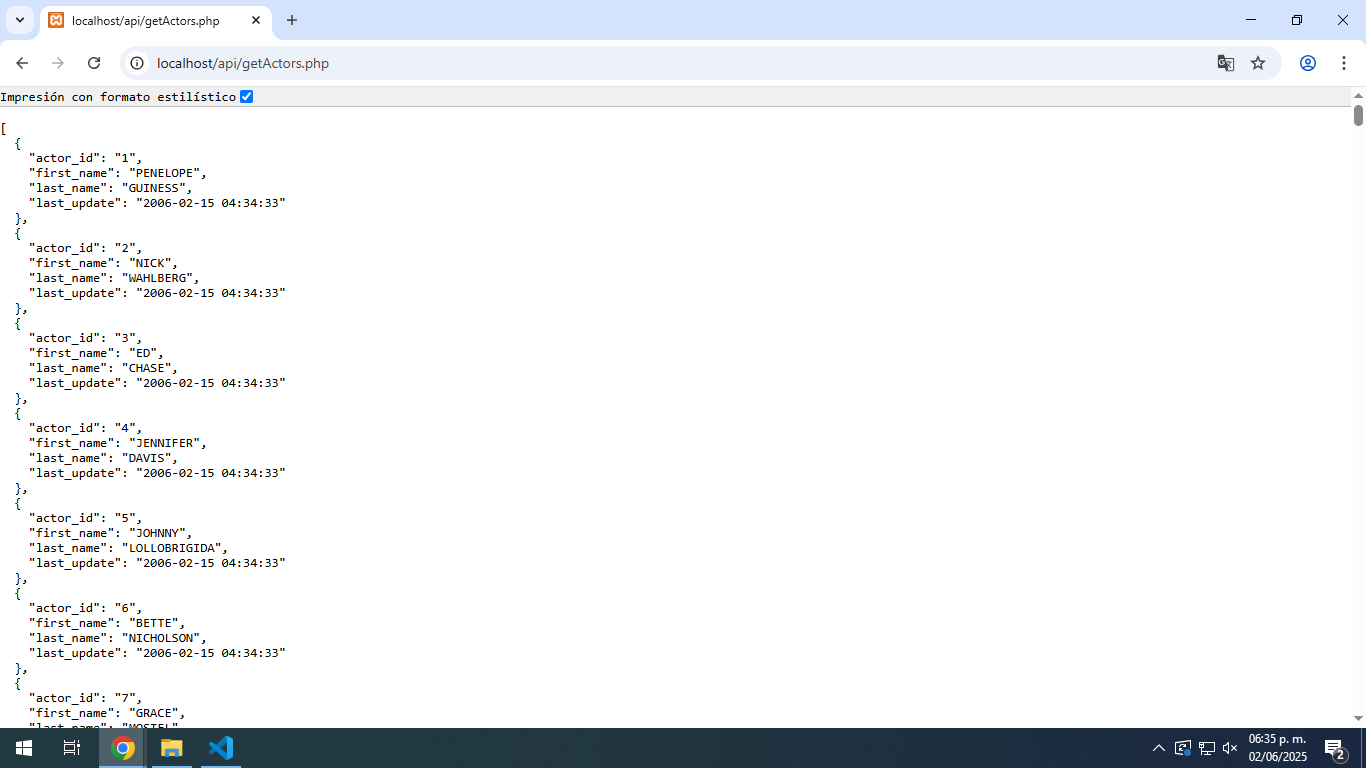 localhost/api/getActors.php
localhost/api/getActors.php
Impresión con formato estilístico
[
  {
    "actor_id": "1",
    "first_name": "PENELOPE",
    "last_name": "GUINESS",
    "last_update": "2006-02-15 04:34:33"
  },
  {
    "actor_id": "2",
    "first_name": "NICK",
    "last_name": "WAHLBERG",
    "last_update": "2006-02-15 04:34:33"
  },
  {
    "actor_id": "3",
    "first_name": "ED",
    "last_name": "CHASE",
    "last_update": "2006-02-15 04:34:33"
  },
  {
    "actor_id": "4",
    "first_name": "JENNIFER",
    "last_name": "DAVIS",
    "last_update": "2006-02-15 04:34:33"
  },
  {
    "actor_id": "5",
    "first_name": "JOHNNY",
    "last_name": "LOLLOBRIGIDA",
    "last_update": "2006-02-15 04:34:33"
  },
  {
    "actor_id": "6",
    "first_name": "BETTE",
    "last_name": "NICHOLSON",
    "last_update": "2006-02-15 04:34:33"
  },
  {
    "actor_id": "7",
    "first_name": "GRACE",
    "last_name": "MOSTEL",
06:35 p. m.
02/06/2025
2